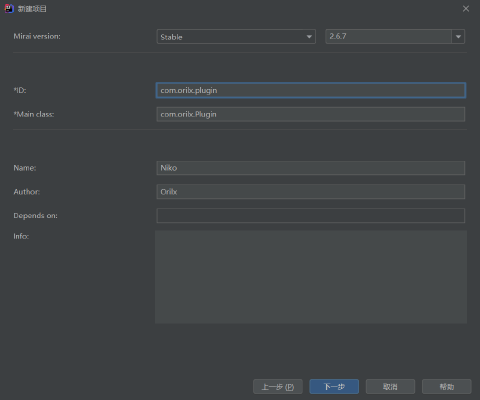 新建项目
Mirai version: Stable 2.6.7
*ID: com.orilx.plugin
*Main class: com.orilx.Plugin
Name: Niko
Author: Orilx
Depends on:
Info:
上一步 (P) 下一步 取消 帮助